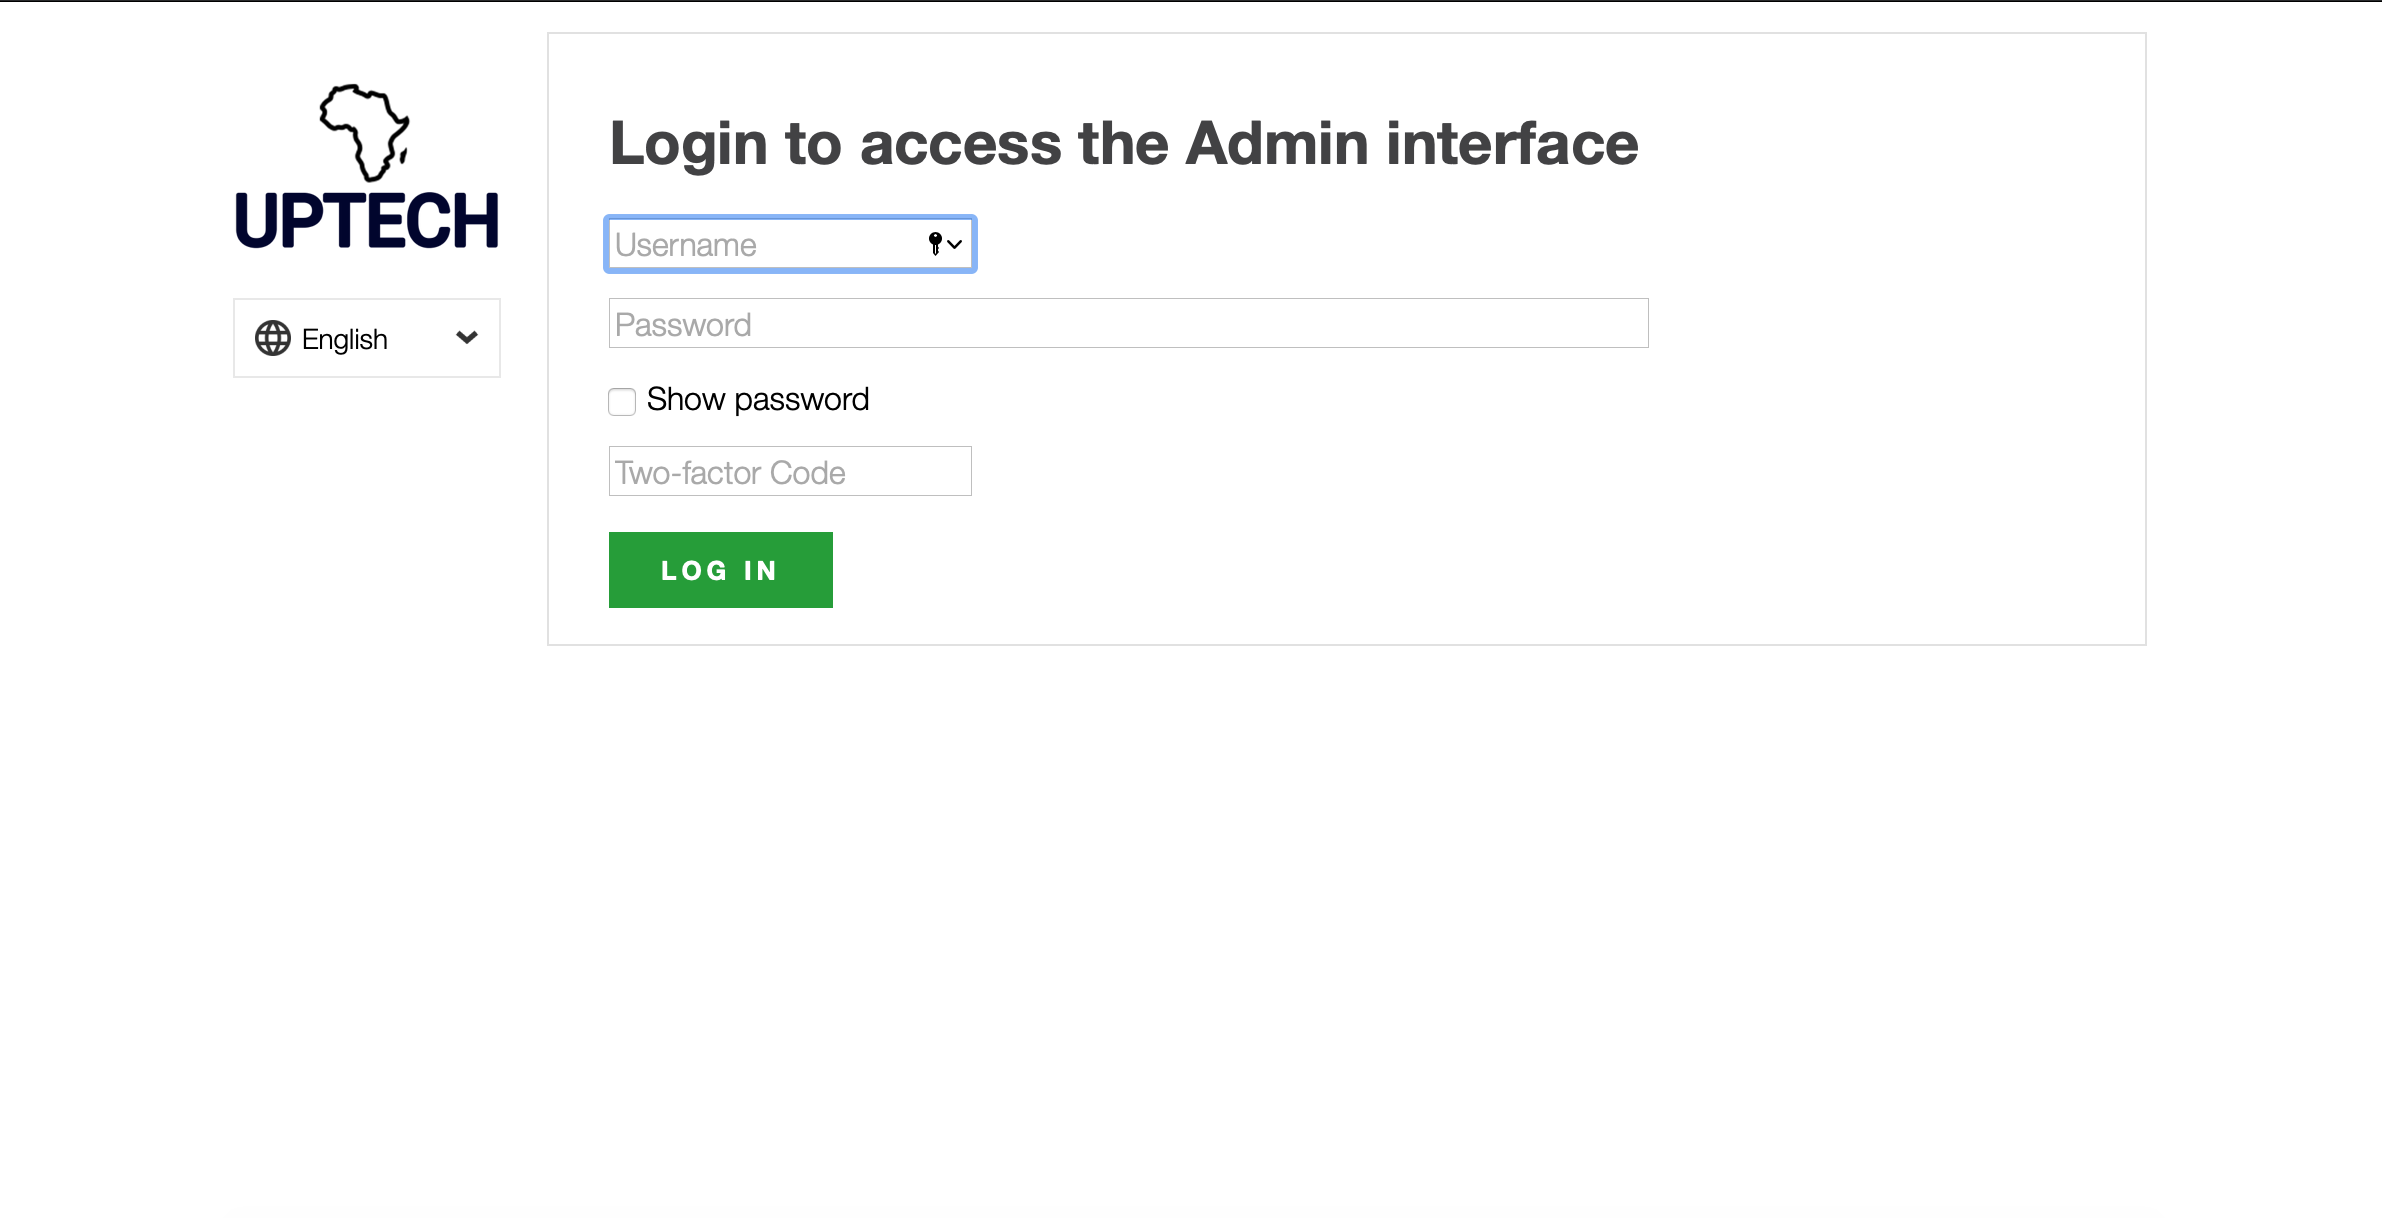 UPTECH
English
Login to access the Admin interface
Username
Password
Show password
Two-factor Code
LOG IN